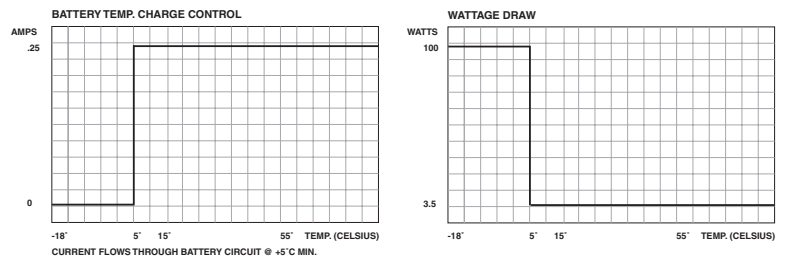 BATTERY TEMP. CHARGE CONTROL
AMPS
.25
0
-18° 5° 15° 55° TEMP. (CELSIUS)
CURRENT FLOWS THROUGH BATTERY CIRCUIT @ +5°C MIN.
WATTAGE DRAW
WATTS
100
3.5
-18° 5° 15° 55° TEMP. (CELSIUS)